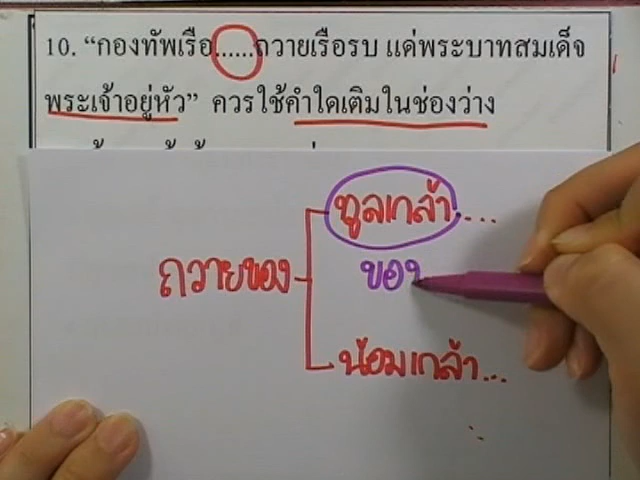 10. “กองทัพเรือ......ถวายเรือรบ แด่พระบาทสมเด็จ
พระเจ้าอยู่หัว” ควรใช้คำใดเติมในช่องว่าง
ทูลเกล้า...
ถวายของ
ของ
น้อมเกล้า...